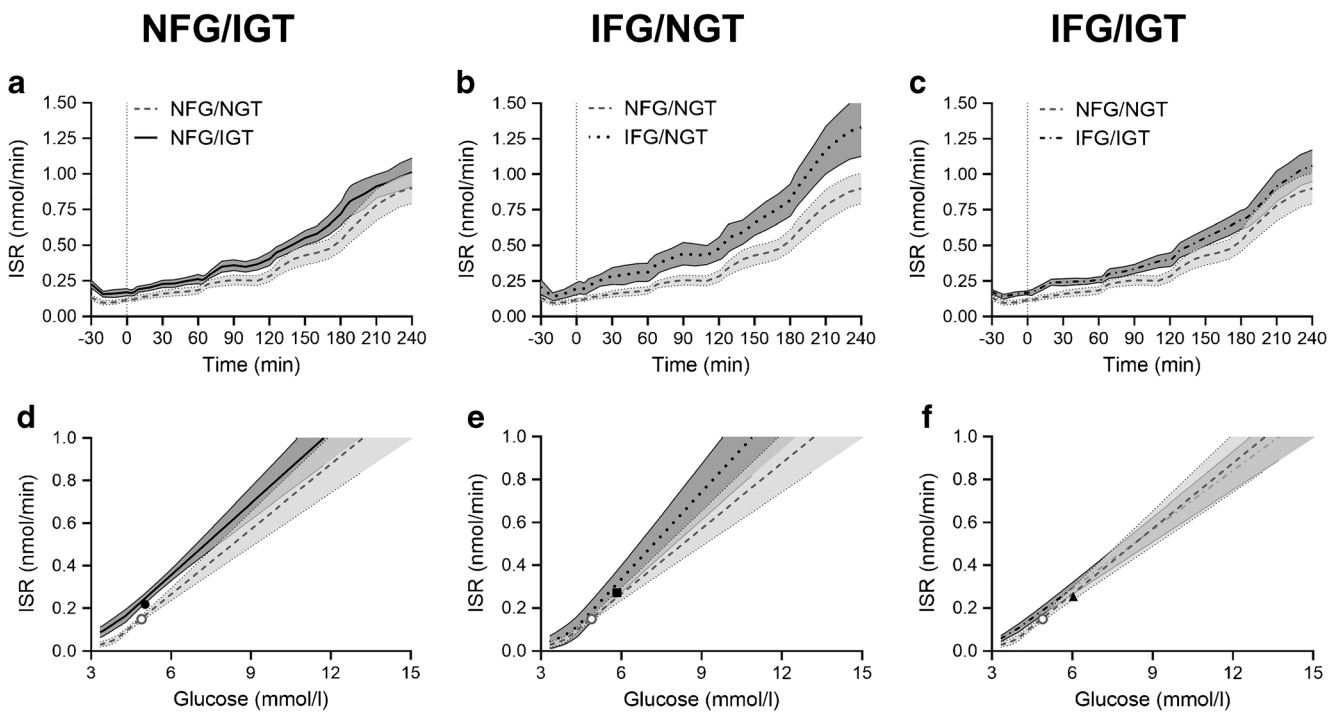 NFG/IGT
IFG/NGT
IFG/IGT
a
NFG/NGT
NFG/IGT
1.50
1.25
1.00
0.75
0.50
0.25
0.00
ISR (nmol/min)
-30 0 30 60 90 120 150 180 210 240
Time (min)
b
NFG/NGT
IFG/NGT
1.50
1.25
1.00
0.75
0.50
0.25
0.00
ISR (nmol/min)
-30 0 30 60 90 120 150 180 210 240
Time (min)
c
NFG/NGT
IFG/IGT
1.50
1.25
1.00
0.75
0.50
0.25
0.00
ISR (nmol/min)
-30 0 30 60 90 120 150 180 210 240
Time (min)
d
1.0
0.8
0.6
0.4
0.2
0.0
ISR (nmol/min)
3 6 9 12 15
Glucose (mmol/l)
e
1.0
0.8
0.6
0.4
0.2
0.0
ISR (nmol/min)
3 6 9 12 15
Glucose (mmol/l)
f
1.0
0.8
0.6
0.4
0.2
0.0
ISR (nmol/min)
3 6 9 12 15
Glucose (mmol/l)